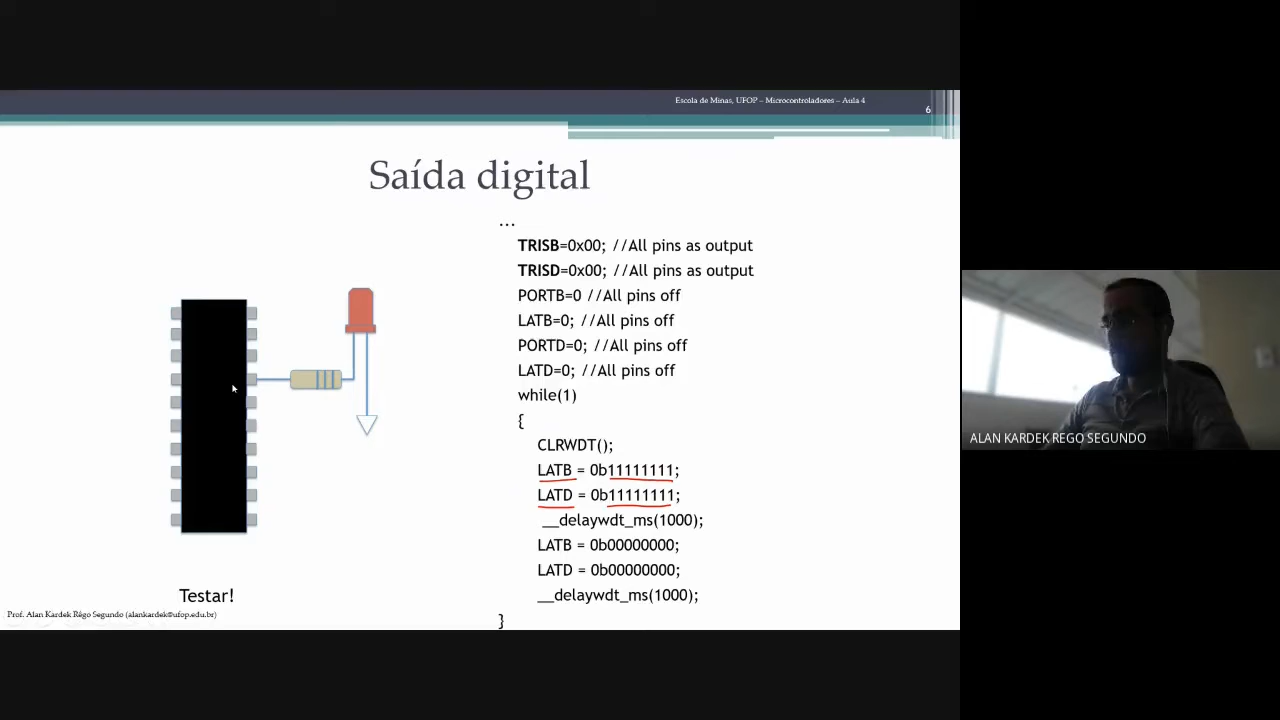 Escola de Minas, UFOP – Microcontroladores – Aula 4
6
Saída digital
...
TRISB=0x00; //All pins as output
TRISD=0x00; //All pins as output
PORTB=0 //All pins off
LATB=0; //All pins off
PORTD=0; //All pins off
LATD=0; //All pins off
while(1)
{
CLRWDT();
LATB = 0b11111111;
LATD = 0b11111111;
__delaywdt_ms(1000);
LATB = 0b00000000;
LATD = 0b00000000;
__delaywdt_ms(1000);
}
Testar!
Prof. Alan Kardek Rêgo Segundo (alankardek@ufop.edu.br)
ALAN KARDEK REGO SEGUNDO